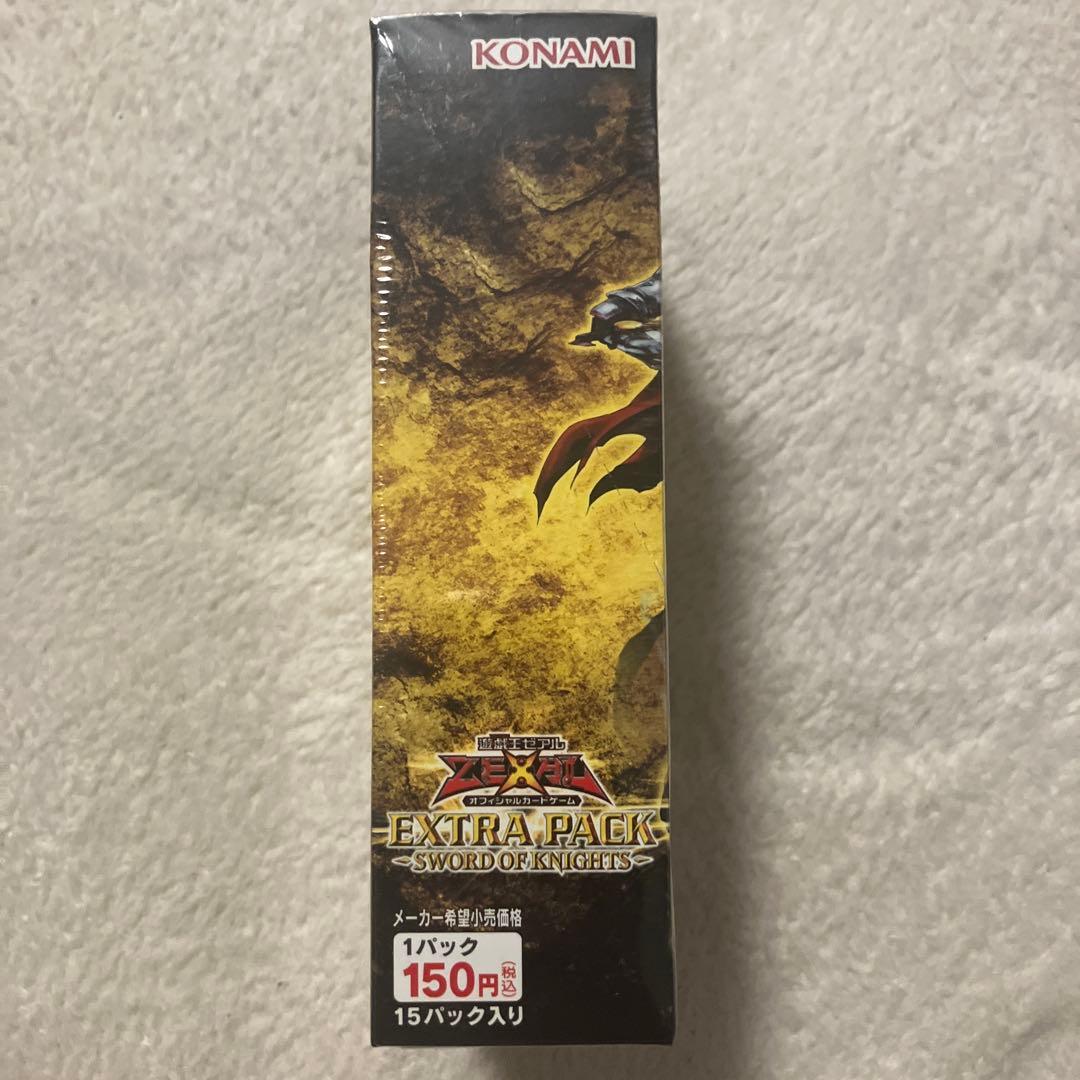 KONAMI
遊戯王ゼアル
ZEXAL
オフィシャルカードゲーム
EXTRA PACK
~SWORD OF KNIGHTS~
メーカー希望小売価格
1パック
150円(税込)
15パック入り